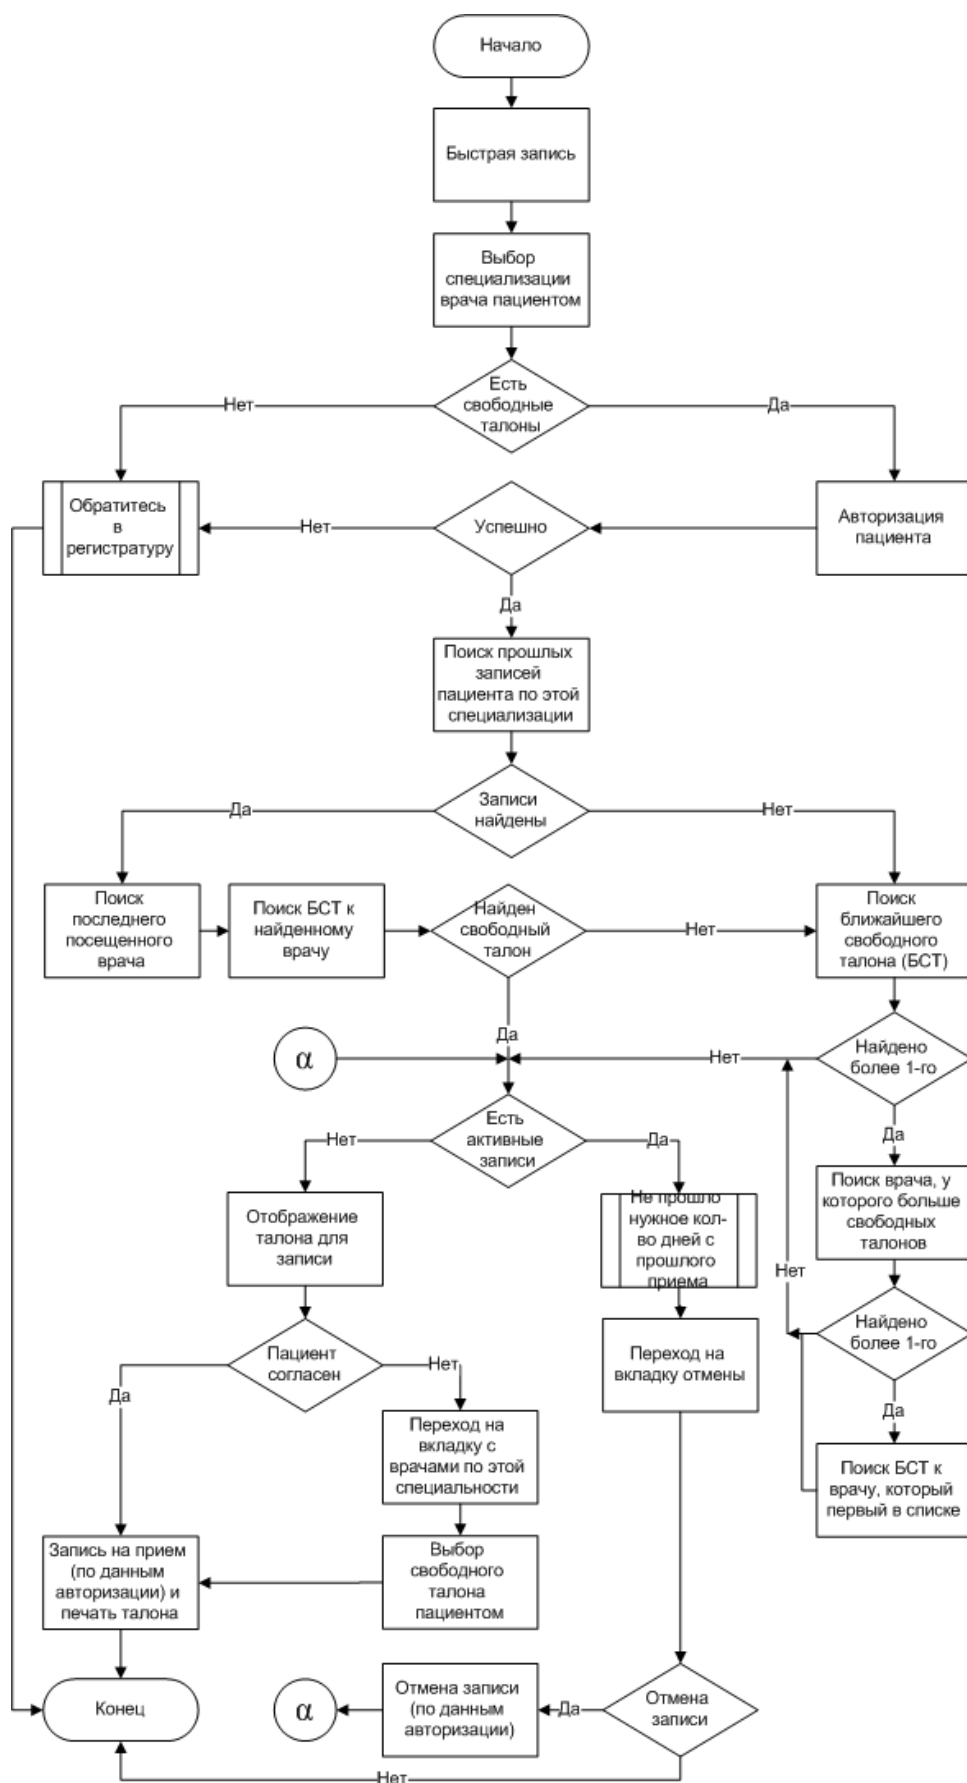 Начало
Быстрая запись
Выбор
специализации
врача пациентом
Есть
свободные
талоны
Нет
Да
Обратитесь
в
регистратуру
Нет
Успешно
Авторизация
пациента
Да
Поиск прошлых
записей
пациента по этой
специализации
Записи
найдены
Да
Нет
Поиск
последнего
посещенного
врача
Поиск БСТ к
найденному
врачу
Найден
свободный
талон
Нет
Поиск
ближайшего
свободного
талона (БСТ)
Да
α
Нет
Найдено
более 1-го
Есть
активные
записи
Нет
Да
Да
Отображение
талона для
записи
Не прошло
нужное кол-
во дней с
прошлого
приема
Поиск врача, у
которого больше
свободных
талонов
Нет
Найдено
более 1-го
Пациент
согласен
Да
Нет
Переход на
вкладку отмены
Да
Переход на
вкладку с
врачами по этой
специальности
Поиск БСТ к
врачу, который
первый в списке
Запись на прием
(по данным
авторизации) и
печать талона
Выбор
свободного
талона
пациентом
Конец
α
Отмена записи
(по данным
авторизации)
Да
Отмена
записи
Нет